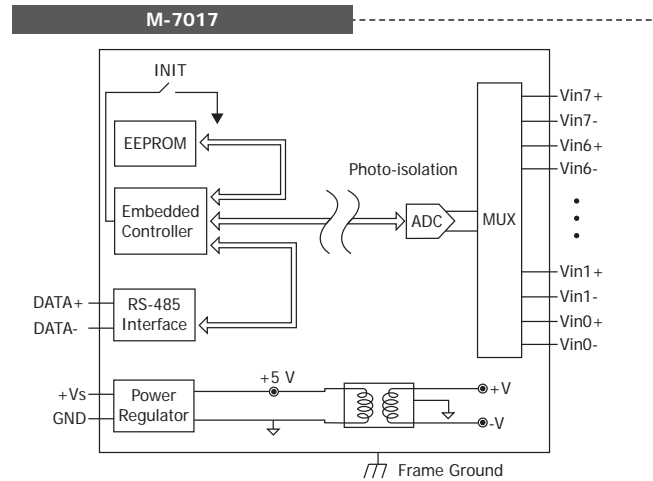 M-7017
INIT
EEPROM
Embedded
Controller
RS-485
Interface
DATA+
DATA-
Photo-isolation
ADC
MUX
Vin7+
Vin7-
Vin6+
Vin6-
Vin1+
Vin1-
Vin0+
Vin0-
+Vs
GND
Power
Regulator
+5 V
+V
-V
Frame Ground